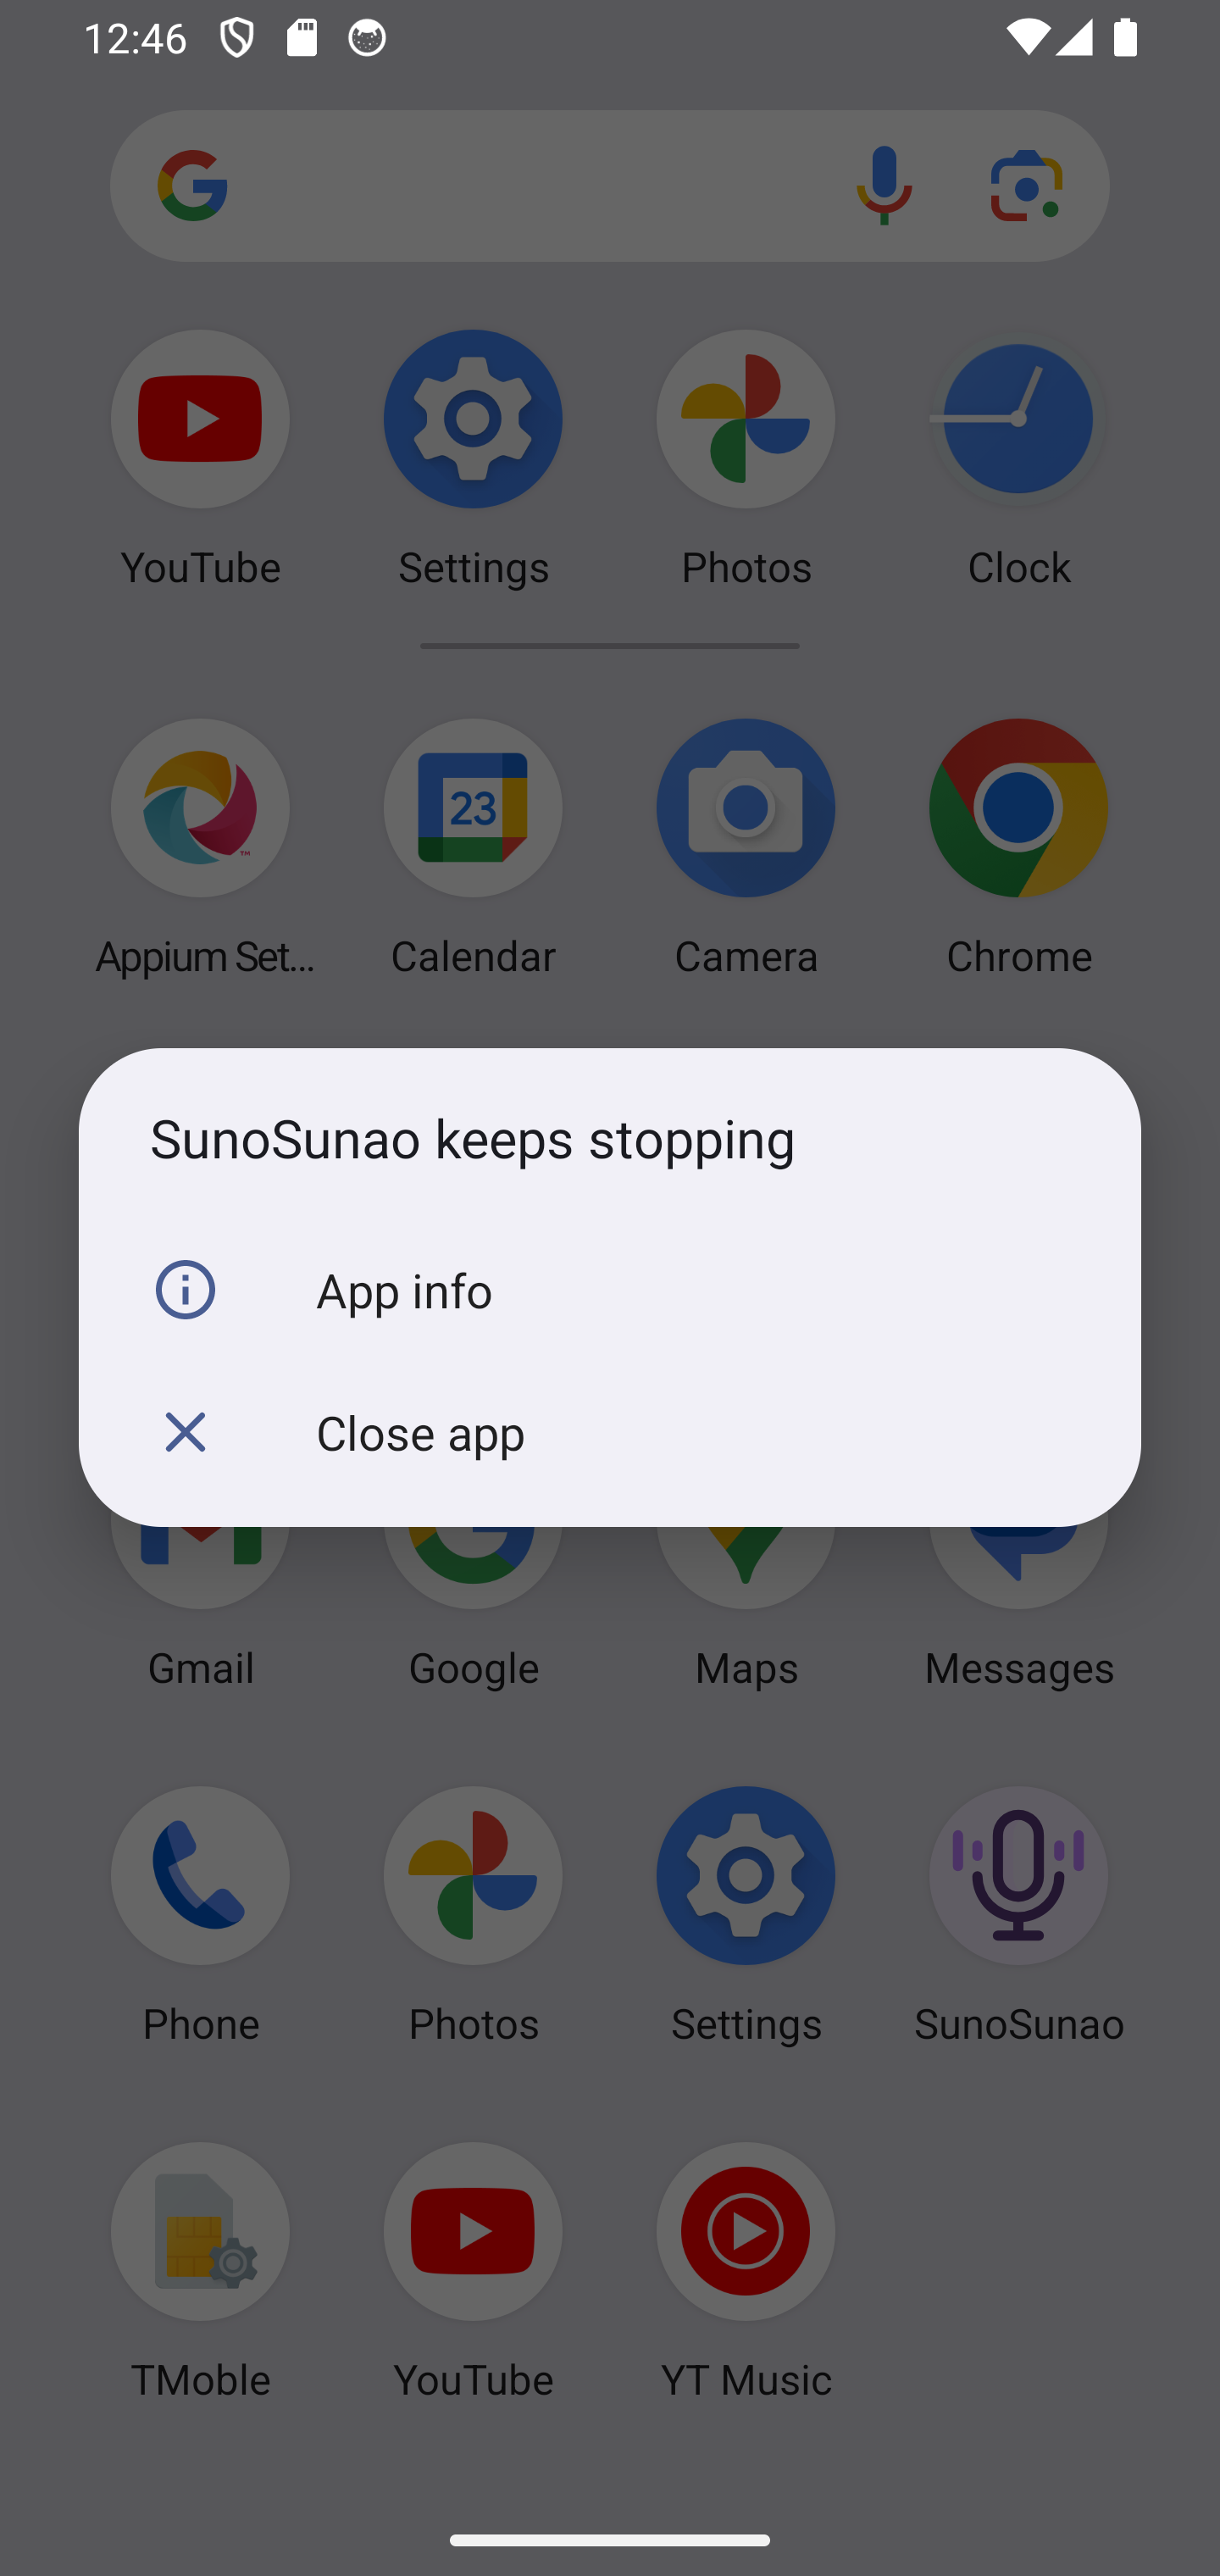 12:46
YouTube Settings Photos Clock
23
Appium Set... Calendar Camera Chrome
SunoSunao keeps stopping
App info
Close app
Gmail Google Maps Messages
Phone Photos Settings SunoSunao
TMoble YouTube YT Music